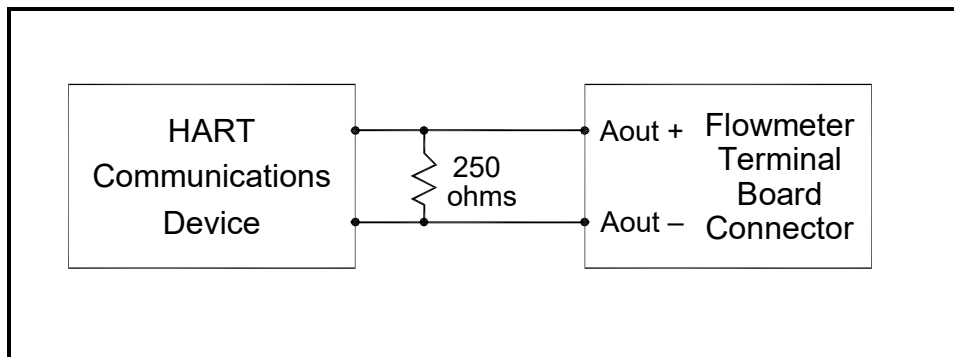 HART
Communications
Device
250
ohms
Aout +
Aout –
Flowmeter
Terminal
Board
Connector